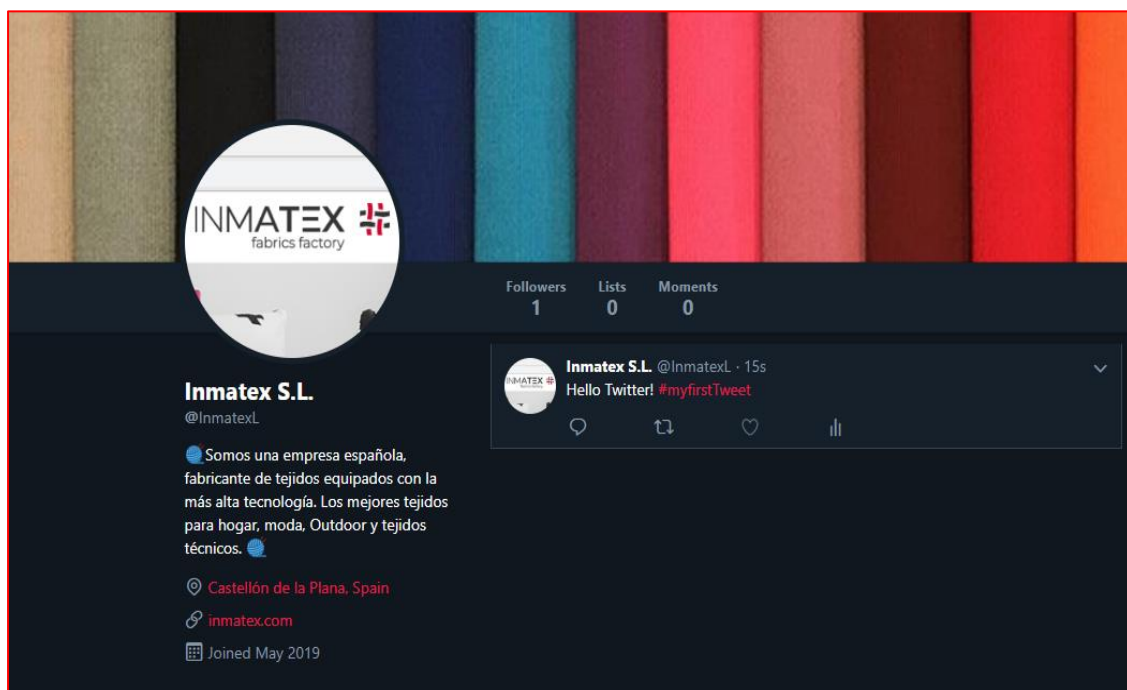 INMATEX
fabrics factory
Followers Lists Moments
1 0 0
Inmatex S.L. @InmatexL · 15s
Hello Twitter! #myfirstTweet
INMATEX
Inmatex S.L.
@InmatexL
Somos una empresa española,
fabricante de tejidos equipados con la
más alta tecnología. Los mejores tejidos
para hogar, moda, Outdoor y tejidos
técnicos.
Castellón de la Plana, Spain
inmatex.com
Joined May 2019